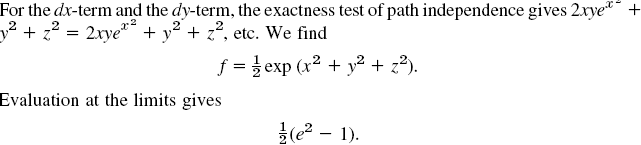 For the dx-term and the dy-term, the exactness test of path independence gives 2xye^{x^2} +
y^2 + z^2 = 2xye^{x^2} + y^2 + z^2, etc. We find
f = \frac{1}{2} exp (x^2 + y^2 + z^2).
Evaluation at the limits gives
\frac{1}{2}(e^2 − 1).